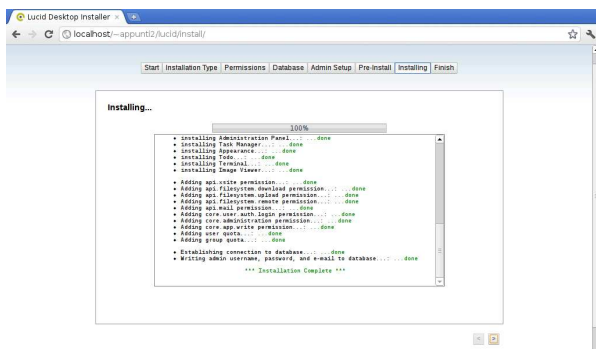 Lucid Desktop Installer
localhost/~appunti2/lucid/install/
Start Installation Type Permissions Database Admin Setup Pre-Install Installing Finish
Installing...
100%
installing Administration Panel...: ...done
installing Task Manager...: ...done
installing Appearance...: ...done
installing Todo...: ...done
installing Terminal...: ...done
installing Image Viewer...: ...done
Adding api.xsite permission...: ...done
Adding api.filesystem.download permission...: ...done
Adding api.filesystem.upload permission...: ...done
Adding api.filesystem.remote permission...: ...done
Adding api.mail permission...: ...done
Adding core.user.auth.login permission...: ...done
Adding core.administration permission...: ...done
Adding core.app.write permission...: ...done
Adding user quota...: ...done
Adding group quota...: ...done
Establishing connection to database...: ...done
Writing admin username, password, and e-mail to database...: ...done
*** Installation Complete ***